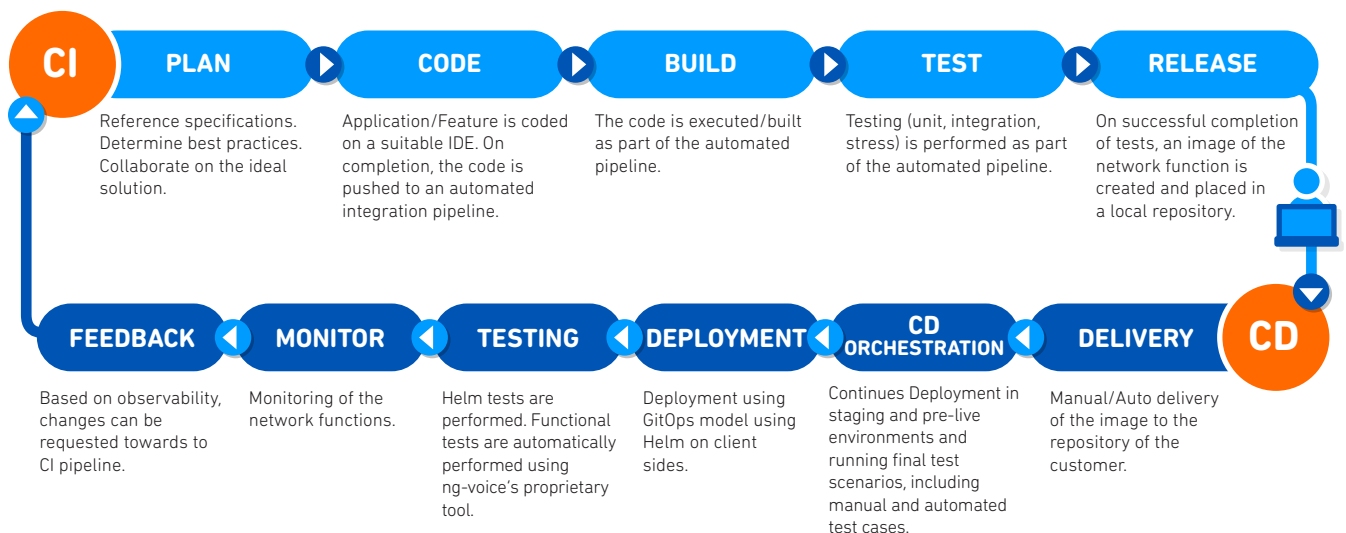 CI
PLAN
CODE
BUILD
TEST
RELEASE
Reference specifications.
Determine best practices.
Collaborate on the ideal
solution.
Application/Feature is coded
on a suitable IDE. On
completion, the code is
pushed to an automated
integration pipeline.
The code is executed/built
as part of the automated
pipeline.
Testing (unit, integration,
stress) is performed as part
of the automated pipeline.
On successful completion
of tests, an image of the
network function is
created and placed in
a local repository.
FEEDBACK
MONITOR
TESTING
DEPLOYMENT
CD
ORCHESTRATION
DELIVERY
CD
Based on observability,
changes can be
requested towards to
CI pipeline.
Monitoring of the
network functions.
Helm tests are
performed. Functional
tests are automatically
performed using
ng-voice's proprietary
tool.
Deployment using
GitOps model using
Helm on client
sides.
Continues Deployment in
staging and pre-live
environments and
running final test
scenarios, including
manual and automated
test cases.
Manual/Auto delivery
of the image to the
repository of the
customer.